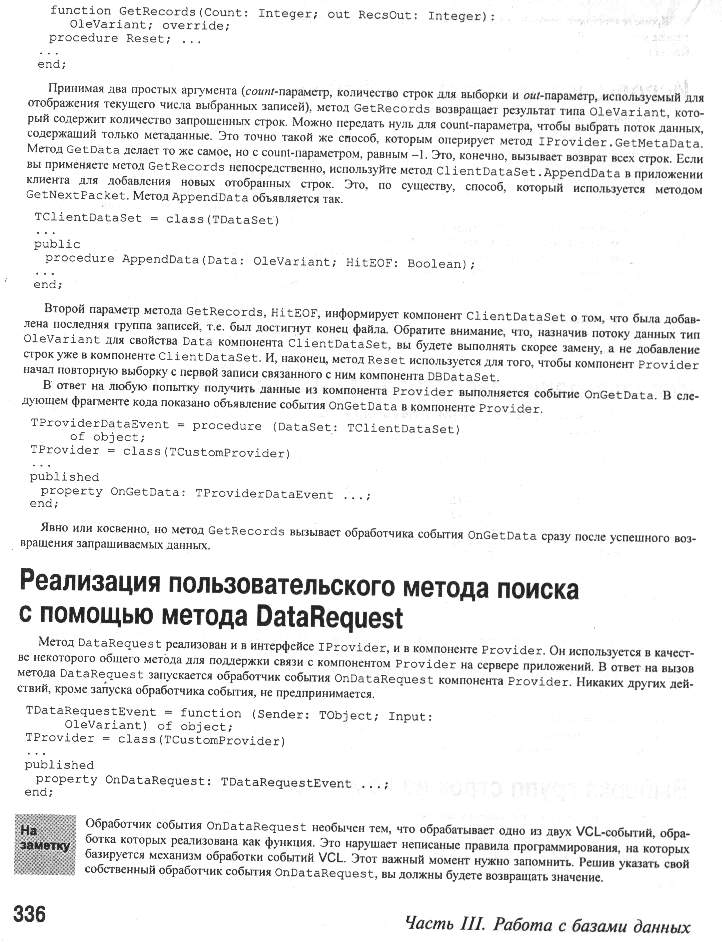 function GetRecords(Count: Integer; out RecsOut: Integer):
OleVariant; override;
procedure Reset; ...
...
end;
Принимая два простых аргумента (count-параметр, количество строк для выборки и out-параметр, используемый для
отображения текущего числа выбранных записей), метод GetRecords возвращает результат типа OleVariant, кото-
рый содержит количество запрошенных строк. Можно передать нуль для count-параметра, чтобы выбрать поток данных,
содержащий только метаданные. Это точно такой же способ, которым оперирует метод IProvider.GetMetaData.
Метод GetData делает то же самое, но с count-параметром, равным –1. Это, конечно, вызывает возврат всех строк. Если
вы применяете метод GetRecords непосредственно, используйте метод ClientDataSet.AppendData в приложении
клиента для добавления новых отобранных строк. Это, по существу, способ, который используется методом
GetNextPacket. Метод AppendData объявляется так.
TClientDataSet = class(TDataSet)
...
public
procedure AppendData(Data: OleVariant; HitEOF: Boolean);
...
end;
Второй параметр метода GetRecords, HitEOF, информирует компонент ClientDataSet о том, что была добав-
лена последняя группа записей, т.е. был достигнут конец файла. Обратите внимание, что, назначив потоку данных тип
OleVariant для свойства Data компонента ClientDataSet, вы будете выполнять скорее замену, а не добавление
строк уже в компоненте ClientDataSet. И, наконец, метод Reset используется для того, чтобы компонент Provider
начал повторную выборку с первой записи связанного с ним компонента DBDataSet.
В ответ на любую попытку получить данные из компонента Provider выполняется событие OnGetData. В сле-
дующем фрагменте кода показано объявление события OnGetData в компоненте Provider.
TProviderDataEvent = procedure (DataSet: TClientDataSet)
of object;
TProvider = class(TCustomProvider)
...
published
property OnGetData: TProviderDataEvent ...;
end;
Явно или косвенно, но метод GetRecords вызывает обработчика события OnGetData сразу после успешного воз-
вращения запрашиваемых данных.
Реализация пользовательского метода поиска
с помощью метода DataRequest
Метод DataRequest реализован и в интерфейсе IProvider, и в компоненте Provider. Он используется в качест-
ве некоторого общего метода для поддержки связи с компонентом Provider на сервере приложений. В ответ на вызов
метода DataRequest запускается обработчик события OnDataRequest компонента Provider. Никаких других дей-
ствий, кроме запуска обработчика события, не предпринимается.
TDataRequestEvent = function (Sender: TObject; Input:
OleVariant) of object;
TProvider = class(TCustomProvider)
...
published
property OnDataRequest: TDataRequestEvent ...;
end;
На
заметку
Обработчик события OnDataRequest необычен тем, что обрабатывает одно из двух VCL-событий, обра-
ботка которых реализована как функция. Это нарушает неписаные правила программирования, на которых
базируется механизм обработки событий VCL. Этот важный момент нужно запомнить. Решив указать свой
собственный обработчик события OnDataRequest, вы должны будете возвращать значение.
336
Часть III. Работа с базами данных